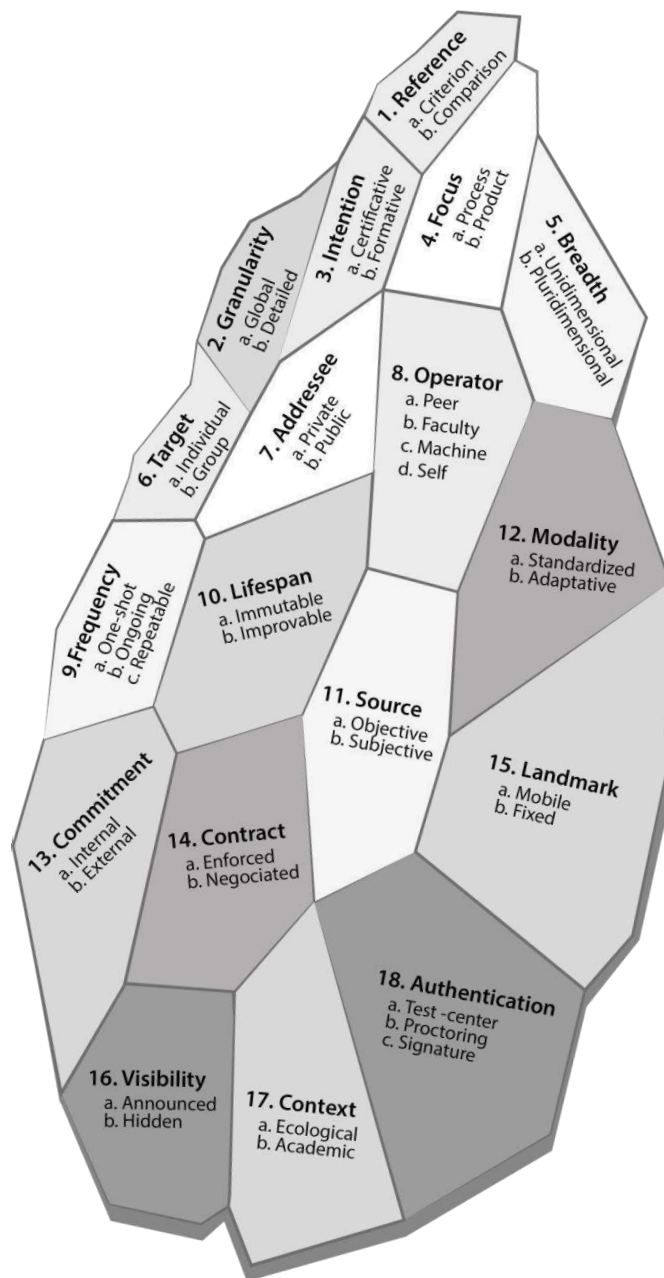 1. Reference
a. Criterion
b. Comparison
2. Granularity
a. Global
b. Detailed
3. Intention
a. Certificative
b. Formative
4. Focus
a. Process
b. Product
5. Breadth
a. Unidimensional
b. Pluridimensional
6. Target
a. Individual
b. Group
7. Addressee
a. Private
b. Public
8. Operator
a. Peer
b. Faculty
c. Machine
d. Self
9.Frequency
a. One-shot
b. Ongoing
c. Repeatable
10. Lifespan
a. Immutable
b. Improvable
11. Source
a. Objective
b. Subjective
12. Modality
a. Standardized
b. Adaptative
13. Commitment
a. Internal
b. External
14. Contract
a. Enforced
b. Negociated
15. Landmark
a. Mobile
b. Fixed
16. Visibility
a. Announced
b. Hidden
17. Context
a. Ecological
b. Academic
18. Authentication
a. Test -center
b. Proctoring
c. Signature